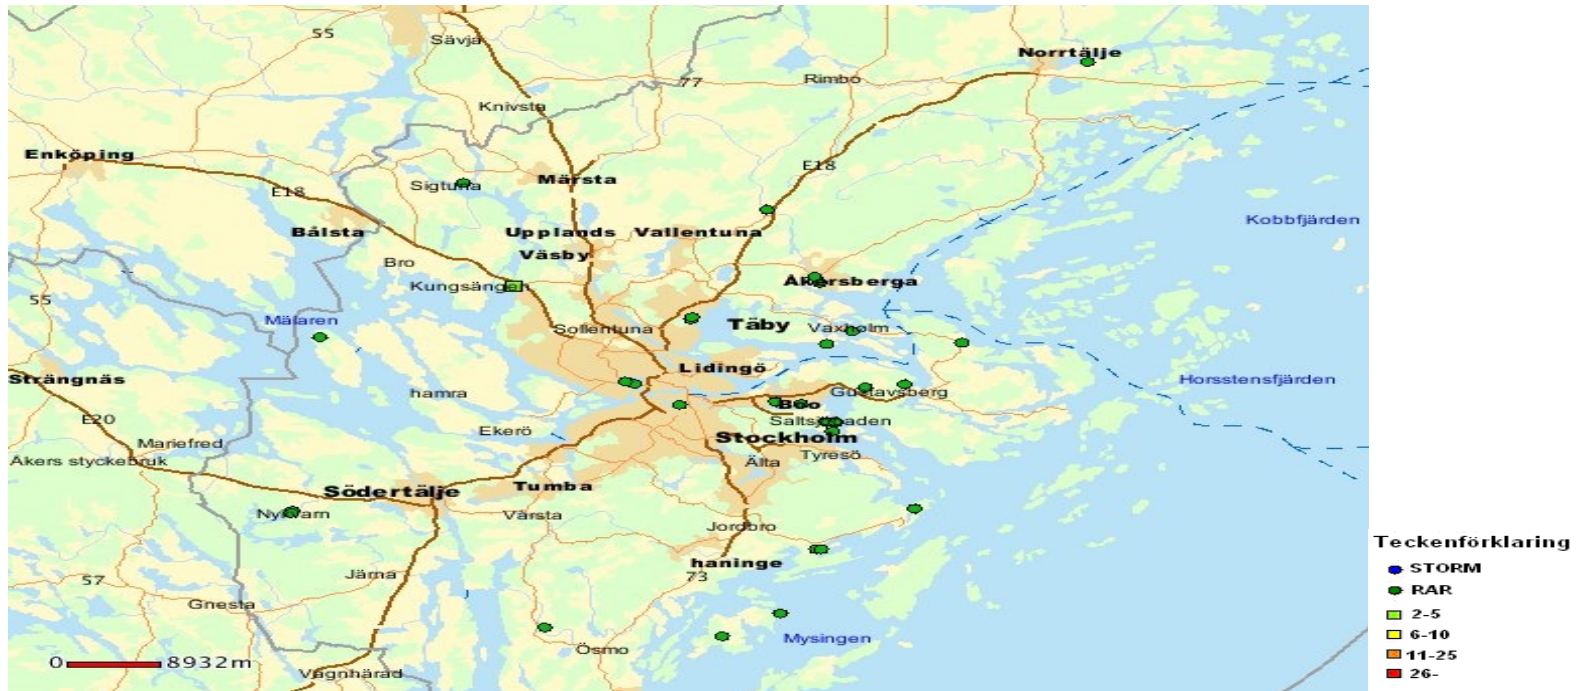 55
Sävja
Norrtälje
77
Rimbo
Knivsta
Enköping
E18
Sigtuna
Märsta
E18
Kobbfjärden
Bålsta
Upplands
Väsby
Vallentuna
Bro
Kungsängen
Åkersberga
55
Mälaren
Sollentuna
Täby
Vaxholm
Strängnäs
Lidingö
Horsstensfjärden
hamra
Gustavsberg
Boo
E20
Ekerö
Saltsjöbaden
Mariefred
Stockholm
Åkers styckebruk
Älta
Tyresö
Södertälje
Tumba
Nykvarn
Vårsta
Jordbro
haninge
73
57
Järna
Gnesta
Mysingen
Ösmo
0
8932m
Vagnhärad
Teckenförklaring
STORM
RAR
2-5
6-10
11-25
26-